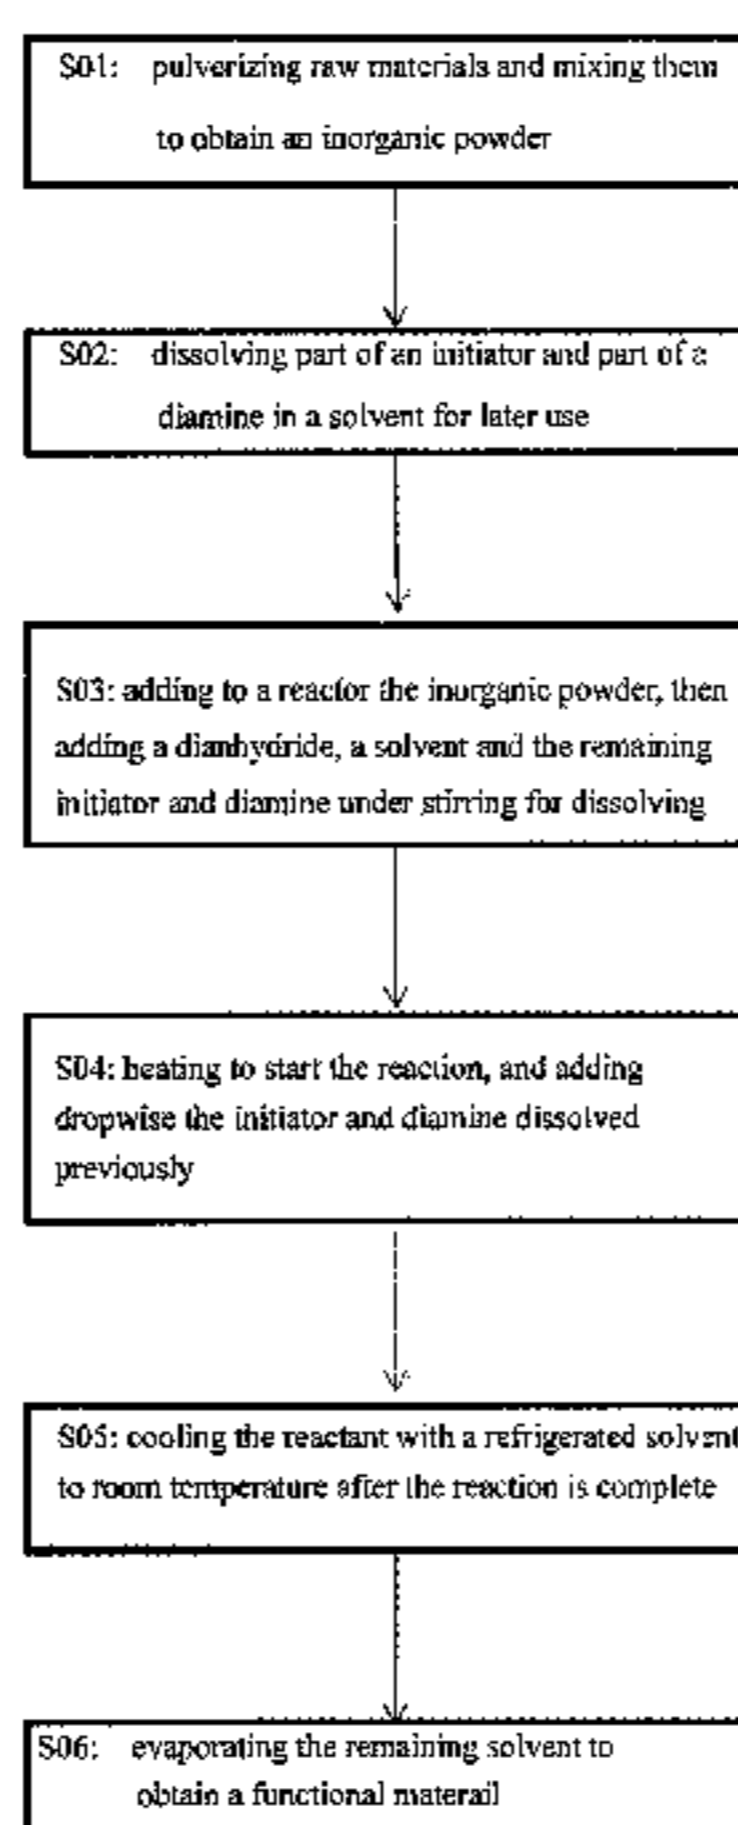 S01: pulverizing raw materials and mixing them
to obtain an inorganic powder
S02: dissolving part of an initiator and part of a
diamine in a solvent for later use
S03: adding to a reactor the inorganic powder, then
adding a dianhydride, a solvent and the remaining
initiator and diamine under stirring for dissolving
S04: heating to start the reaction, and adding
dropwise the initiator and diamine dissolved
previously
S05: cooling the reactant with a refrigerated solvent
to room temperature after the reaction is complete
S06: evaporating the remaining solvent to
obtain a functional materail